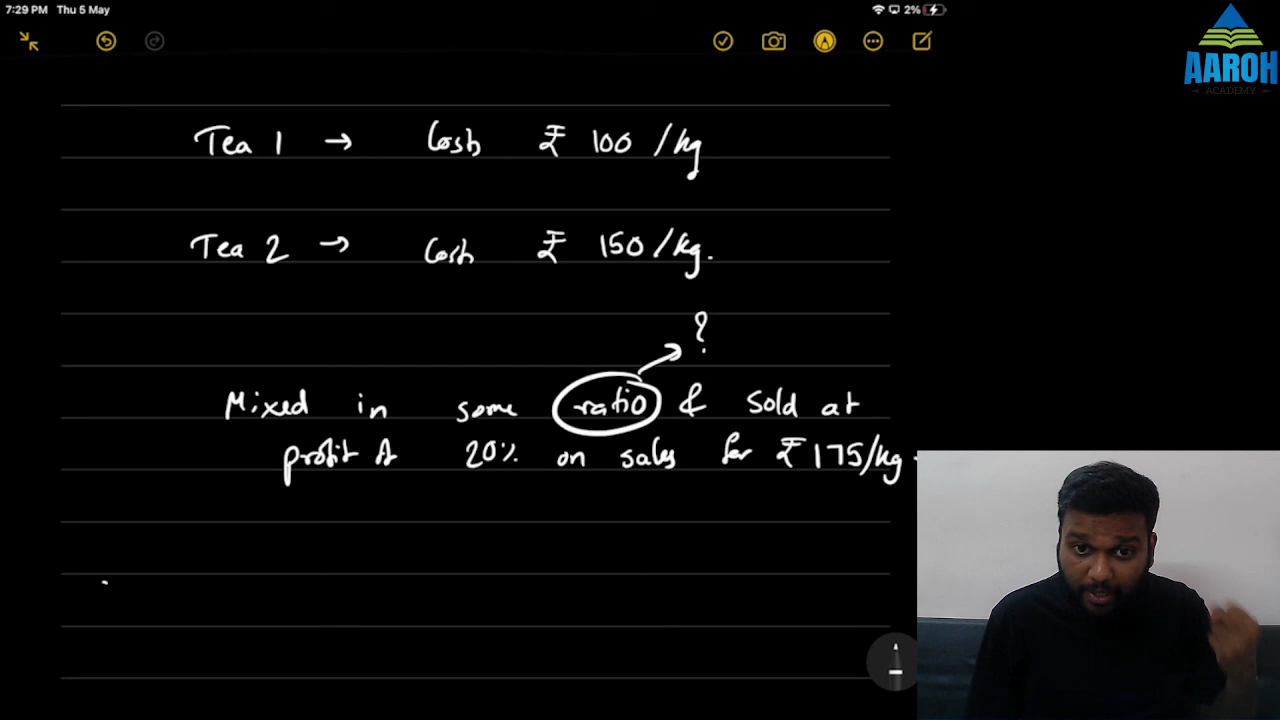 7:29 PM Thu 5 May
2%
AAROH
ACADEMY
Tea 1 → Cost ₹ 100 /kg
Tea 2 → Cost ₹ 150/kg.
?
Mixed in some ratio & sold at
profit of 20% on sales for ₹ 175/kg